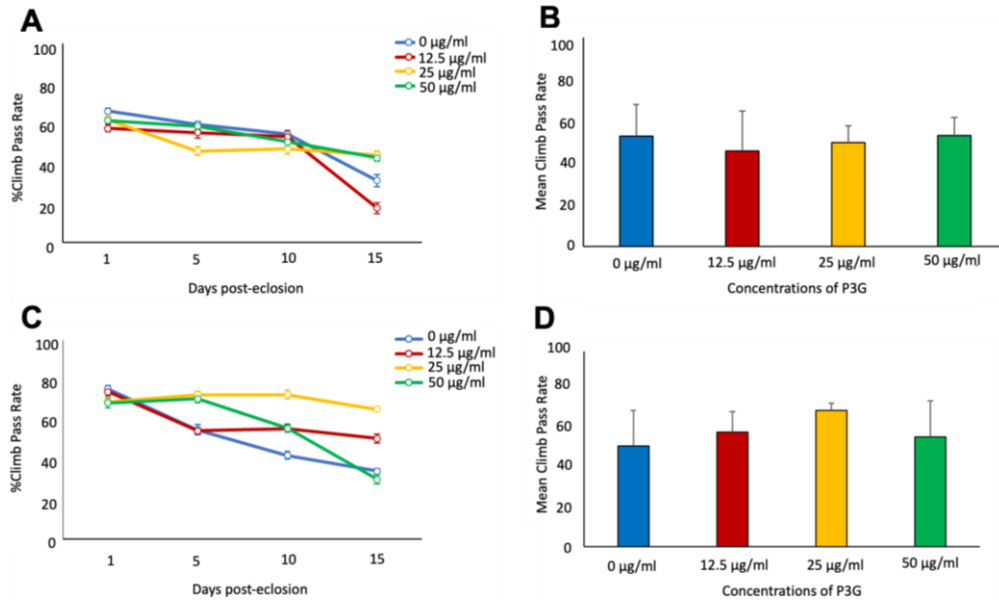 A
100
80
60
40
20
0
%Climb Pass Rate
1
5
10
15
Days post-eclosion
0 µg/ml
12.5 µg/ml
25 µg/ml
50 µg/ml
B
100
80
60
40
20
0
Mean Climb Pass Rate
0 µg/ml
12.5 µg/ml
25 µg/ml
50 µg/ml
Concentrations of P3G
C
100
80
60
40
20
0
%Climb Pass Rate
1
5
10
15
Days post-eclosion
0 µg/ml
12.5 µg/ml
25 µg/ml
50 µg/ml
D
100
80
60
40
20
0
Mean Climb Pass Rate
0 µg/ml
12.5 µg/ml
25 µg/ml
50 µg/ml
Concentrations of P3G